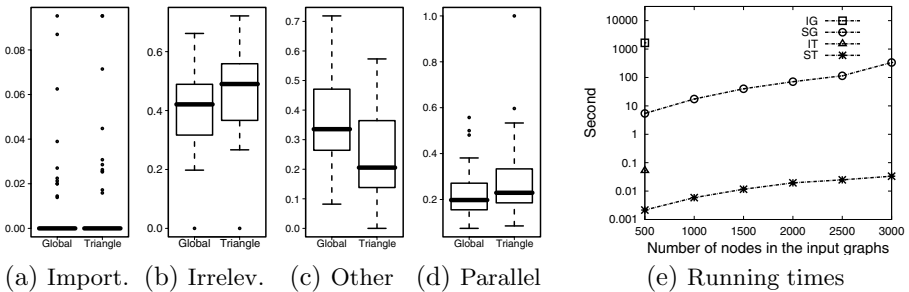 0.08
0.06
0.04
0.02
0.00
Global Triangle
0.6
0.4
0.2
0.0
Global Triangle
0.7
0.6
0.5
0.4
0.3
0.2
0.1
0.0
Global Triangle
1.0
0.8
0.6
0.4
0.2
Global Triangle
Second
10000
1000
100
10
1
0.1
0.01
0.001
IG
SG
IT
ST
500 1000 1500 2000 2500 3000
Number of nodes in the input graphs
(a) Import. (b) Irrelev. (c) Other (d) Parallel (e) Running times